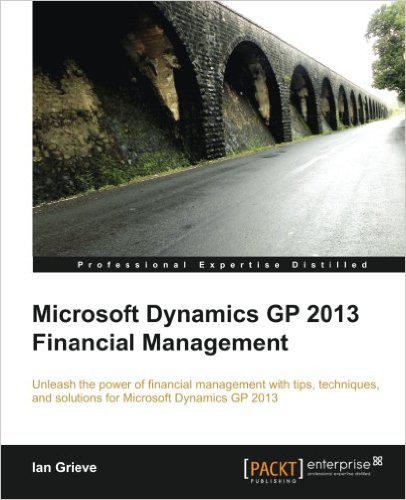 Professional Expertise Distilled
Microsoft Dynamics GP 2013
Financial Management
Unleash the power of financial management with tips, techniques,
and solutions for Microsoft Dynamics GP 2013
Ian Grieve
[PACKT] enterprise
PUBLISHING professional expertise distilled